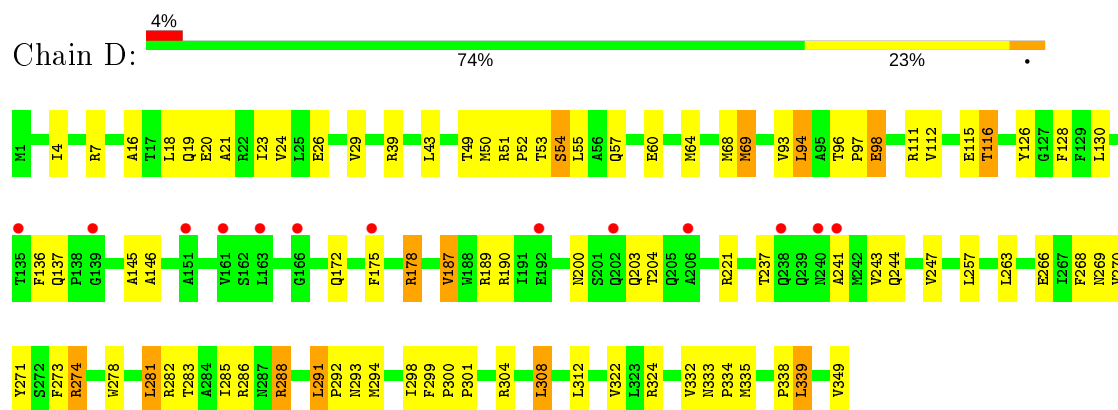 4%
Chain D:
74% 23% •
M1 I4 R7 A16 T17 L18 Q19 E20 A21 R22 I23 V24 L25 E26 V29 R39 L43 T49 M50 R51 P52 T53 S54 L55 A56 Q57 E60 M64 M68 M69 V93 L94 A95 T96 P97 E98 R111 V112 E115 T116 Y126 G127 F128 F129 L130
T135 F136 Q137 P138 G139 A145 A146 A151 V161 S162 L163 G166 Q172 F175 R178 V187 W188 R189 R190 I191 E192 N200 S201 Q202 Q203 T204 Q205 A206 R221 T237 Q238 Q239 N240 A241 M242 V243 Q244 V247 L257 L263 E266 I267 F268 N269 V270
Y271 S272 F273 R274 W278 L281 R282 T283 A284 I285 R286 N287 R288 L291 P292 N293 M294 I298 F299 P300 P301 R304 L308 L312 V322 L323 R324 V332 N333 P334 M335 P338 L339 V349